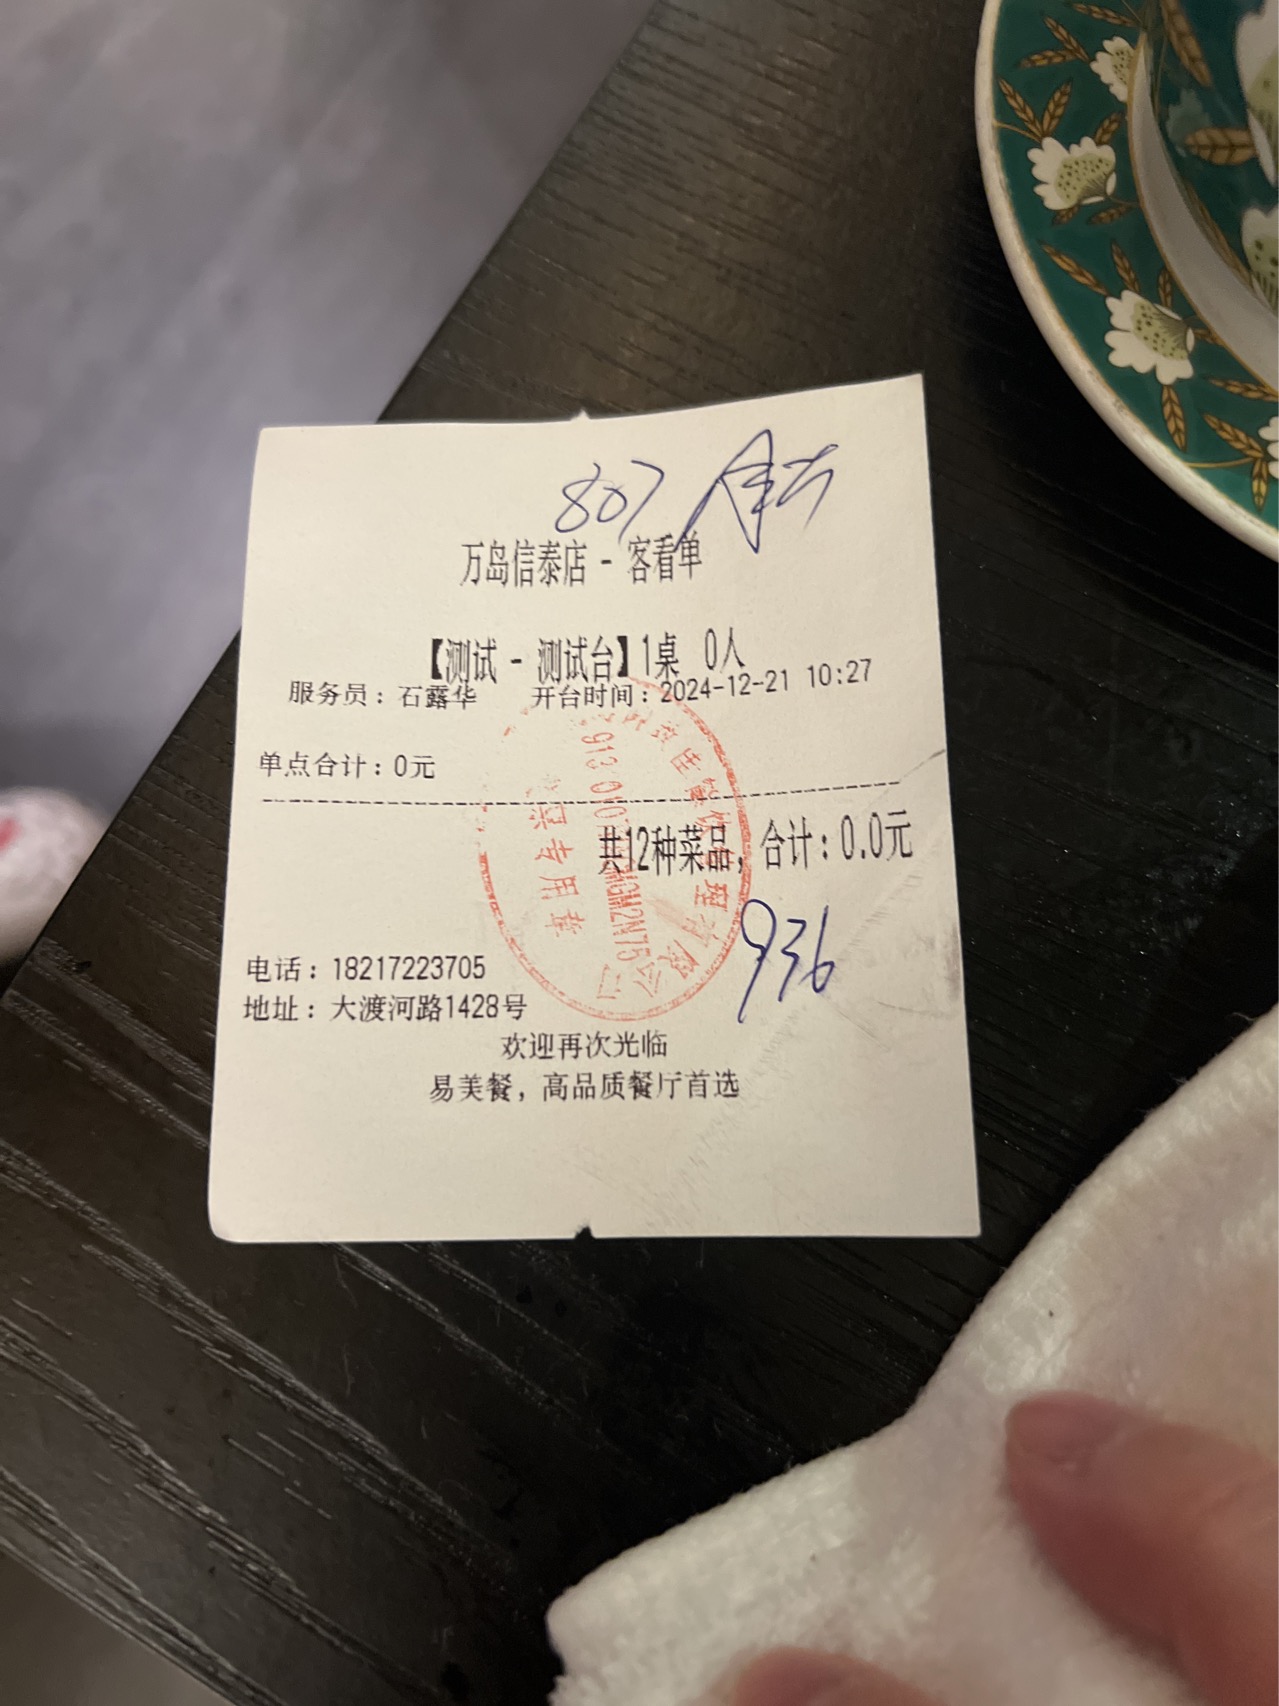 807
万岛信泰店 - 客看单
【测试 - 测试台】1桌 0人
服务员：石露华 开台时间：2024-12-21 10:27
单点合计：0元
共12种菜品，合计：0.0元
936
电话：18217223705
地址：大渡河路1428号
欢迎再次光临
易美餐，高品质餐厅首选
专用章